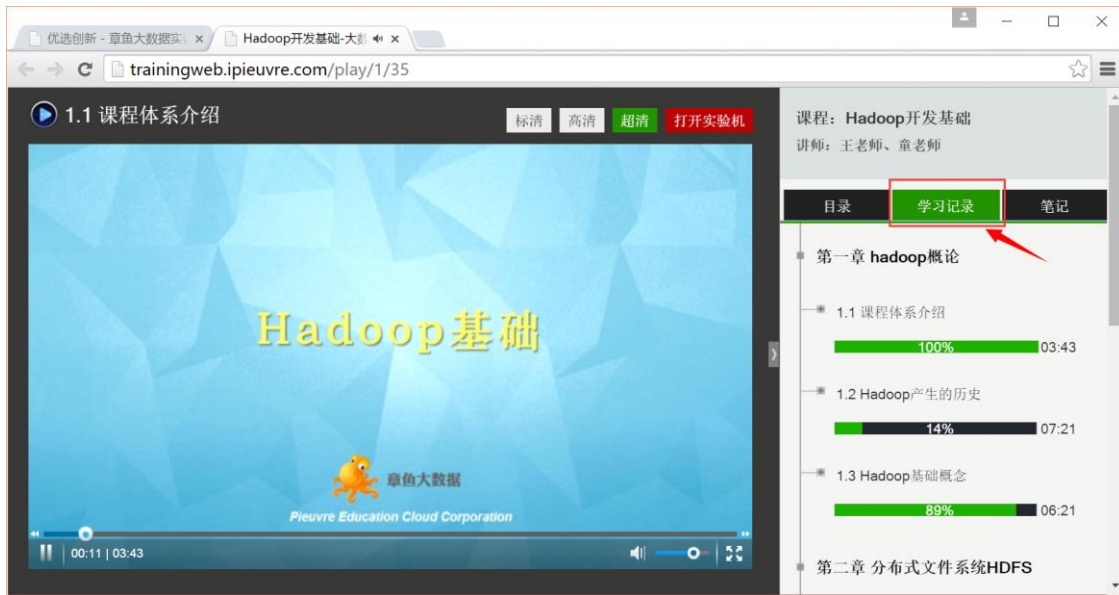 优选创新 - 章鱼大数据实
Hadoop开发基础-大
trainingweb.ipieuvre.com/play/1/35
1.1 课程体系介绍
标清 高清 超清 打开实验机
Hadoop基础
章鱼大数据
Pieuvre Education Cloud Corporation
00:11 | 03:43
课程：Hadoop开发基础
讲师：王老师、童老师
目录 学习记录 笔记
第一章 hadoop概论
1.1 课程体系介绍
100% 03:43
1.2 Hadoop产生的历史
14% 07:21
1.3 Hadoop基础概念
89% 06:21
第二章 分布式文件系统HDFS